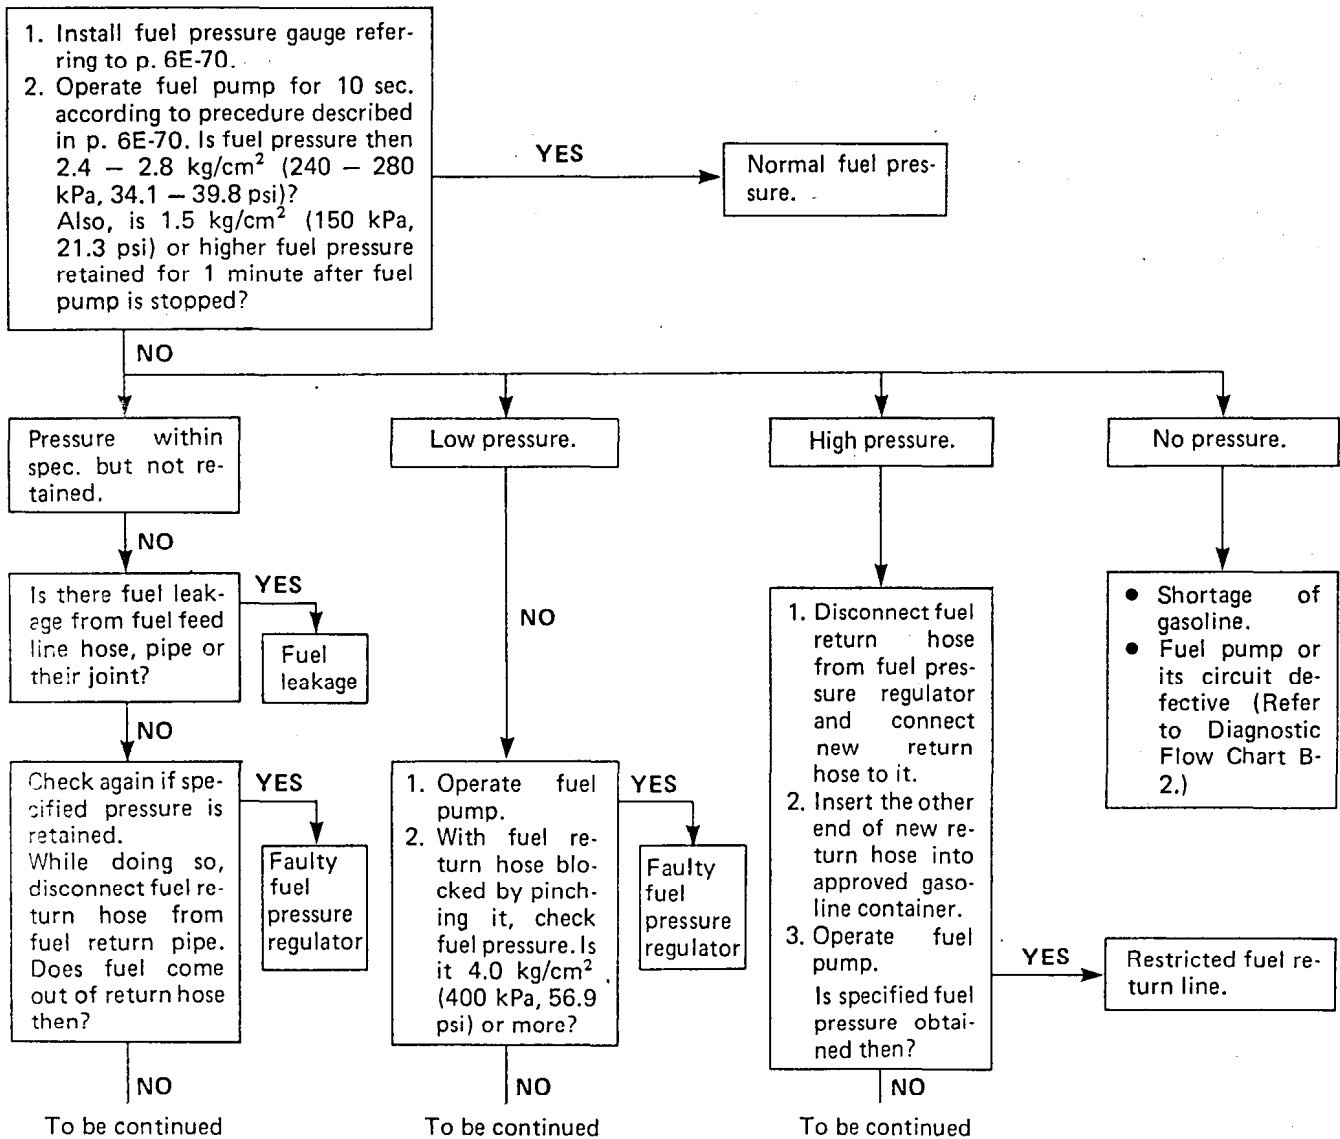 1. Install fuel pressure gauge refer-
ring to p. 6E-70.
2. Operate fuel pump for 10 sec.
according to precedure described
in p. 6E-70. Is fuel pressure then
2.4 – 2.8 kg/cm² (240 – 280
kPa, 34.1 – 39.8 psi)?
Also, is 1.5 kg/cm² (150 kPa,
21.3 psi) or higher fuel pressure
retained for 1 minute after fuel
pump is stopped?
YES
Normal fuel pres-
sure.
NO
Pressure within
spec. but not re-
tained.
NO
Is there fuel leak-
age from fuel feed
line hose, pipe or
their joint?
YES
Fuel
leakage
NO
Check again if spe-
cified pressure is
retained.
While doing so,
disconnect fuel re-
turn hose from
fuel return pipe.
Does fuel come
out of return hose
then?
YES
Faulty
fuel
pressure
regulator
NO
To be continued
Low pressure.
NO
1. Operate fuel
pump.
2. With fuel re-
turn hose blo-
cked by pinch-
ing it, check
fuel pressure. Is
it 4.0 kg/cm²
(400 kPa, 56.9
psi) or more?
YES
Faulty
fuel
pressure
regulator
NO
To be continued
High pressure.
1. Disconnect fuel
return hose
from fuel pres-
sure regulator
and connect
new return
hose to it.
2. Insert the other
end of new re-
turn hose into
approved gaso-
line container.
3. Operate fuel
pump.
Is specified fuel
pressure obtai-
ned then?
YES
Restricted fuel re-
turn line.
NO
To be continued
No pressure.
● Shortage of
gasoline.
● Fuel pump or
its circuit de-
fective (Refer
to Diagnostic
Flow Chart B-
2.)